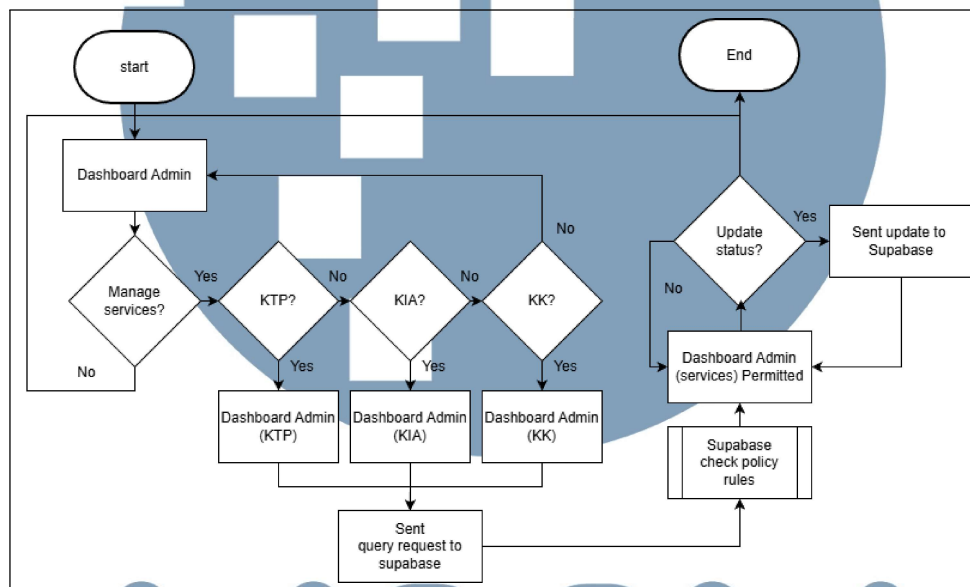 start
End
Dashboard Admin
Manage
services?
Yes
No
KTP?
No
Yes
KIA?
No
Yes
KK?
No
Yes
Dashboard Admin
(KTP)
Dashboard Admin
(KIA)
Dashboard Admin
(KK)
Sent
query request to
supabase
Supabase
check policy
rules
Dashboard Admin
(services) Permitted
Update
status?
No
Yes
Sent update to
Supabase